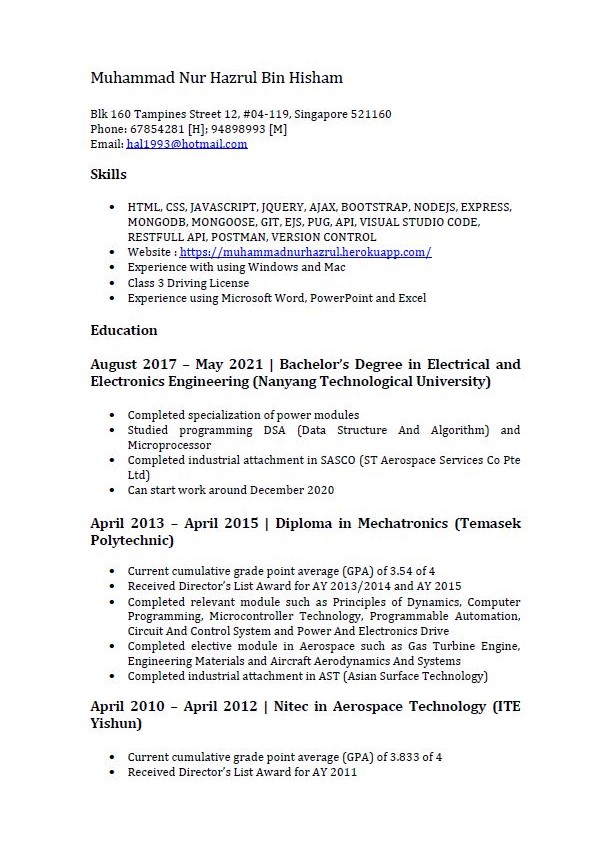 Muhammad Nur Hazrul Bin Hisham
Blk 160 Tampines Street 12, #04-119, Singapore 521160
Phone: 67854281 [H]; 94898993 [M]
Email: hal1993@hotmail.com
Skills
• HTML, CSS, JAVASCRIPT, JQUERY, AJAX, BOOTSTRAP, NODEJS, EXPRESS,
MONGODB, MONGOOSE, GIT, EJS, PUG, API, VISUAL STUDIO CODE,
RESTFULL API, POSTMAN, VERSION CONTROL
• Website : https://muhammadnurhazrul.herokuapp.com/
• Experience with using Windows and Mac
• Class 3 Driving License
• Experience using Microsoft Word, PowerPoint and Excel
Education
August 2017 – May 2021 | Bachelor's Degree in Electrical and
Electronics Engineering (Nanyang Technological University)
• Completed specialization of power modules
• Studied programming DSA (Data Structure And Algorithm) and
Microprocessor
• Completed industrial attachment in SASCO (ST Aerospace Services Co Pte
Ltd)
• Can start work around December 2020
April 2013 – April 2015 | Diploma in Mechatronics (Temasek
Polytechnic)
• Current cumulative grade point average (GPA) of 3.54 of 4
• Received Director's List Award for AY 2013/2014 and AY 2015
• Completed relevant module such as Principles of Dynamics, Computer
Programming, Microcontroller Technology, Programmable Automation,
Circuit And Control System and Power And Electronics Drive
• Completed elective module in Aerospace such as Gas Turbine Engine,
Engineering Materials and Aircraft Aerodynamics And Systems
• Completed industrial attachment in AST (Asian Surface Technology)
April 2010 – April 2012 | Nitec in Aerospace Technology (ITE
Yishun)
• Current cumulative grade point average (GPA) of 3.833 of 4
• Received Director's List Award for AY 2011